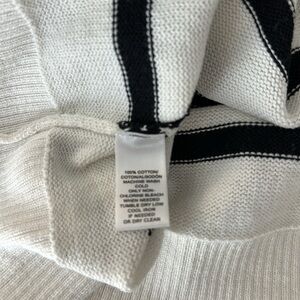 100% COTTON/
COTON/ALGODÓN
MACHINE WASH
COLD
ONLY NON-
CHLORINE BLEACH
WHEN NEEDED
TUMBLE DRY LOW
COOL IRON
IF NEEDED
OR DRY CLEAN